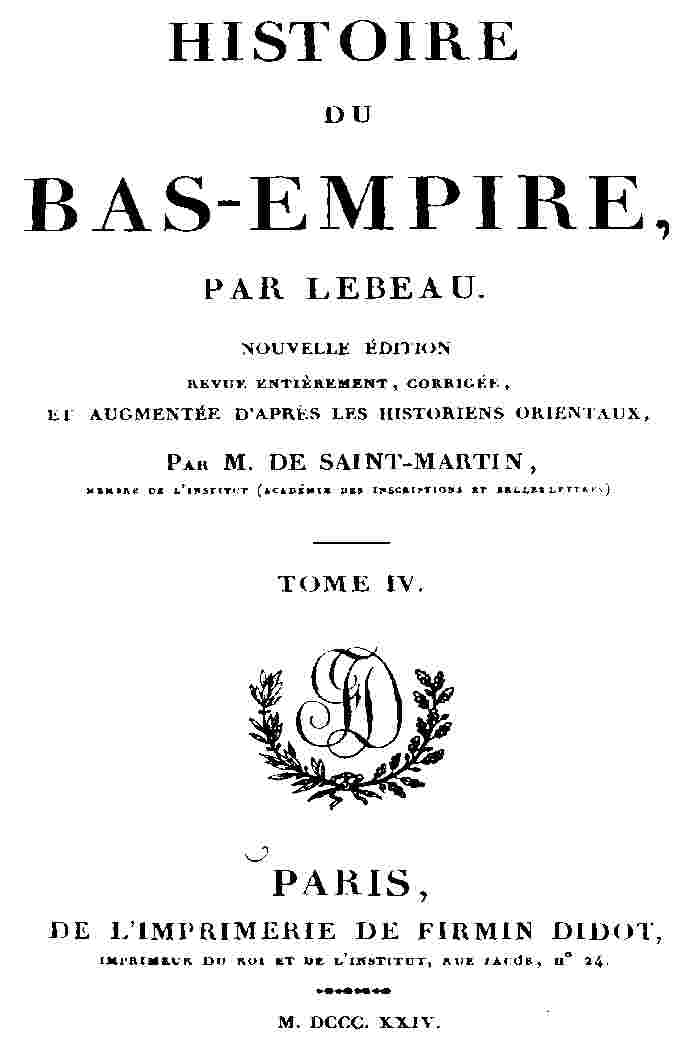 HISTOIRE
DU
BAS-EMPIRE,
PAR LEBEAU.
NOUVELLE ÉDITION
REVUE ENTIÈREMENT, CORRIGÉE,
ET AUGMENTÉE D'APRÈS LES HISTORIENS ORIENTAUX,
PAR M. DE SAINT-MARTIN,
MEMBRE DE L'INSTITUT (ACADÉMIE DES INSCRIPTIONS ET BELLES LETTRES)
TOME IV.
FD
PARIS,
DE L'IMPRIMERIE DE FIRMIN DIDOT,
IMPRIMEUR DU ROI ET DE L'INSTITUT, RUE JACOB, nº 24.
M. DCCC. XXIV.